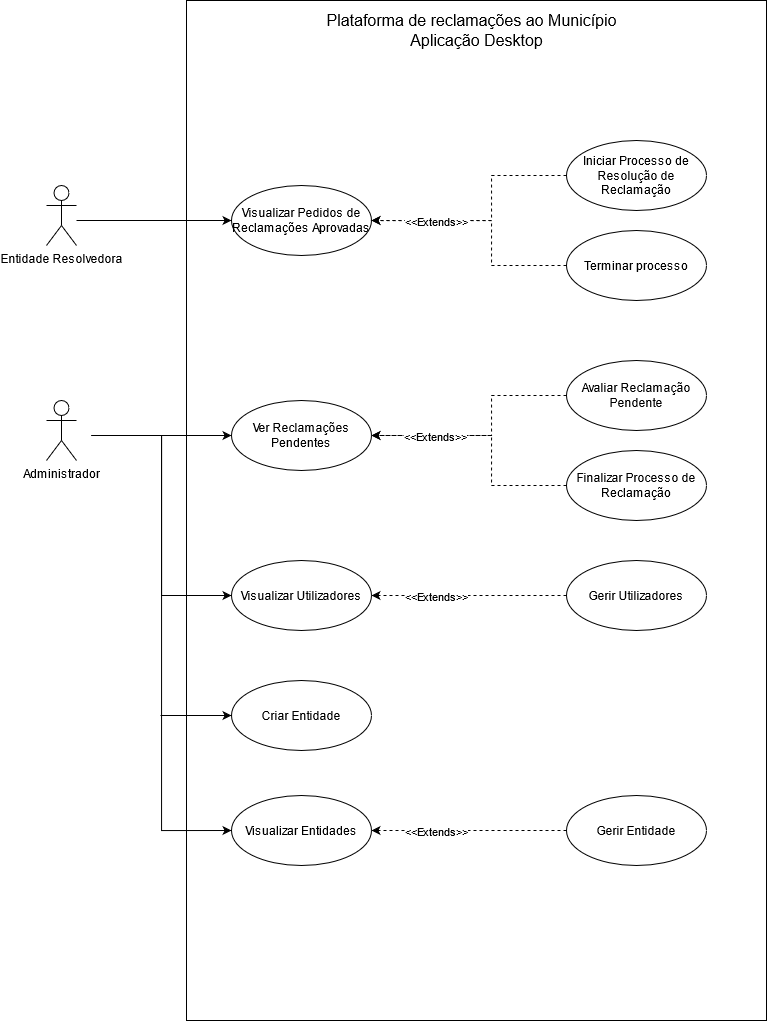 Plataforma de reclamações ao Município
Aplicação Desktop
Iniciar Processo de
Resolução de
Reclamação
Visualizar Pedidos de
Reclamações Aprovadas
<<Extends>>
Entidade Resolvedora
Terminar processo
Avaliar Reclamação
Pendente
Ver Reclamações
Pendentes
<<Extends>>
Administrador
Finalizar Processo de
Reclamação
Visualizar Utilizadores
<<Extends>>
Gerir Utilizadores
Criar Entidade
Visualizar Entidades
<<Extends>>
Gerir Entidade